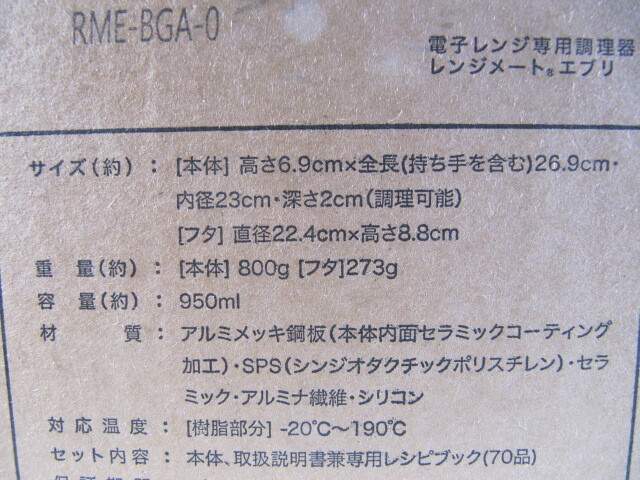 RME-BGA-0
電子レンジ専用調理器
レンジメート®エブリ
サイズ(約)： [本体] 高さ6.9cm×全長(持ち手を含む)26.9cm・
内径23cm・深さ2cm(調理可能)
[フタ] 直径22.4cm×高さ8.8cm
重量(約)： [本体] 800g [フタ]273g
容量(約)： 950ml
材質： アルミメッキ鋼板(本体内面セラミックコーティング
加工)・SPS(シンジオタクチックポリスチレン)・セラ
ミック・アルミナ繊維・シリコン
対応温度： [樹脂部分] -20℃～190℃
セット内容： 本体、取扱説明書兼専用レシピブック(70品)